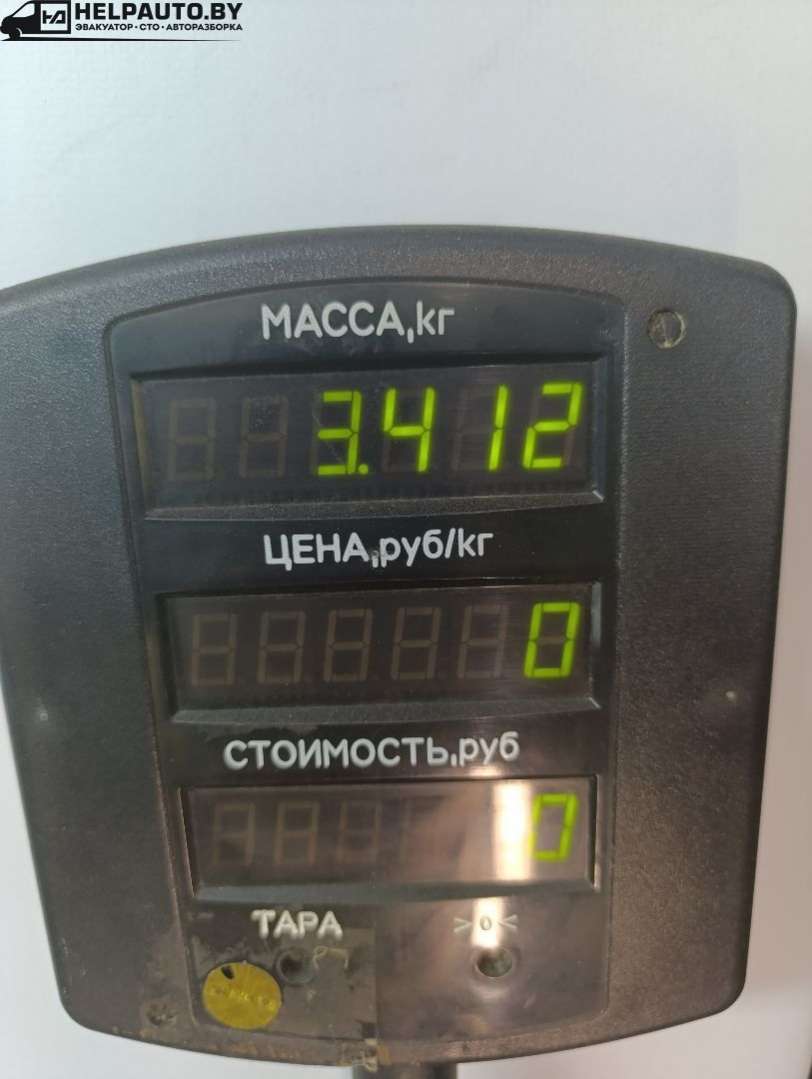 HELPAUTO.BY
ЭВАКУАТОР • СТО • АВТОРАЗБОРКА
МАССА,кг
3.412
ЦЕНА,руб/кг
0
СТОИМОСТЬ,руб
0
ТАРА >0<